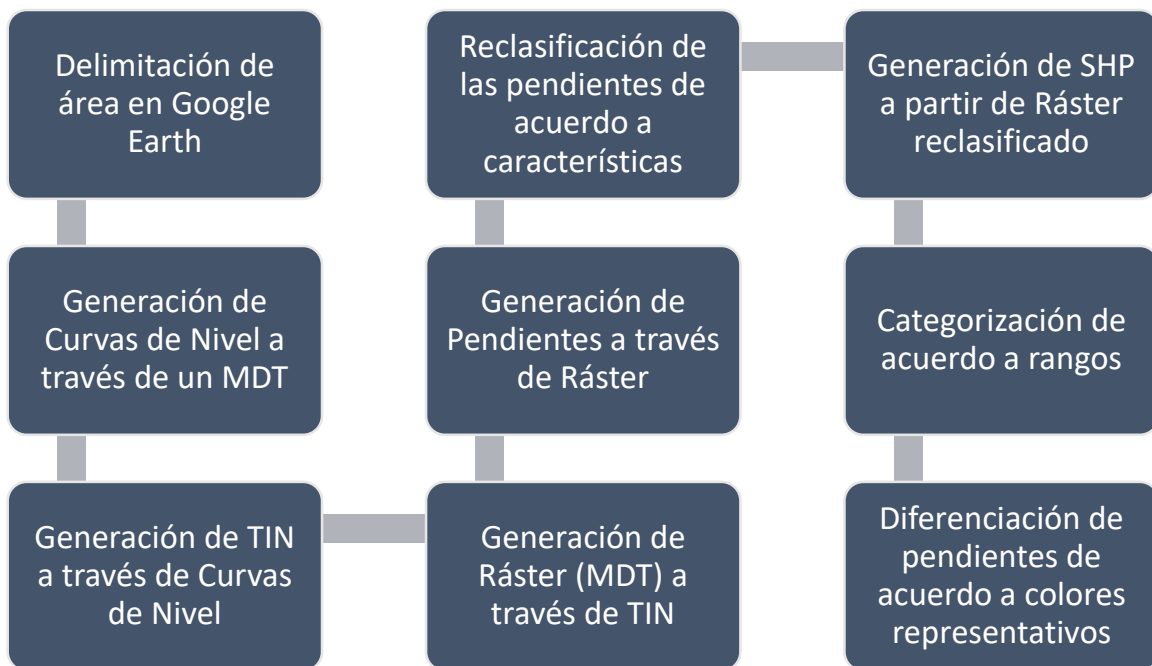 Delimitación de
área en Google
Earth
Generación de
Curvas de Nivel a
través de un MDT
Generación de TIN
a través de Curvas
de Nivel
Generación de
Ráster (MDT) a
través de TIN
Generación de
Pendientes a través
de Ráster
Reclasificación de
las pendientes de
acuerdo a
características
Generación de SHP
a partir de Ráster
reclasificado
Categorización de
acuerdo a rangos
Diferenciación de
pendientes de
acuerdo a colores
representativos